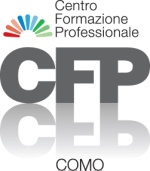 Centro
Formazione
Professionale
CFP
COMO